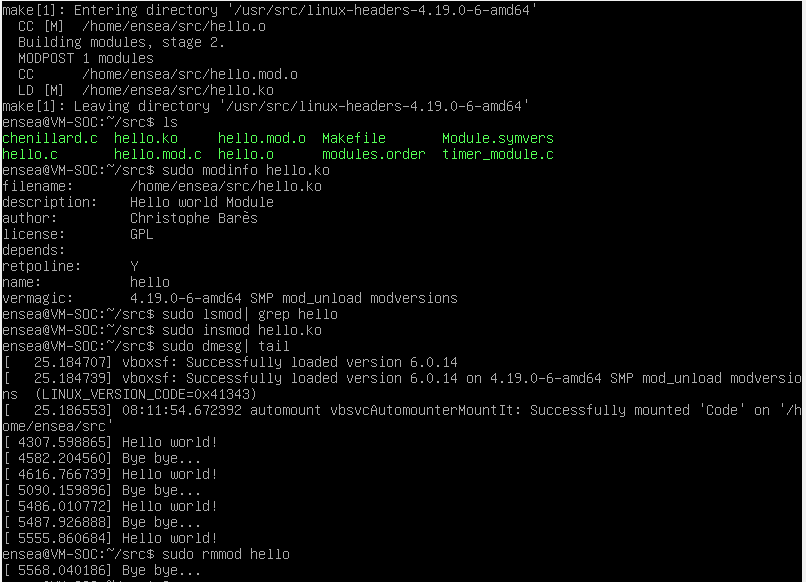 make[1]: Entering directory '/usr/src/linux-headers-4.19.0-6-amd64'
  CC [M]  /home/ensea/src/hello.o
  Building modules, stage 2.
  MODPOST 1 modules
  CC      /home/ensea/src/hello.mod.o
  LD [M]  /home/ensea/src/hello.ko
make[1]: Leaving directory '/usr/src/linux-headers-4.19.0-6-amd64'
ensea@VM-SOC:~/src$ ls
chenillard.c  hello.ko     hello.mod.o  Makefile       Module.symvers
hello.c       hello.mod.c  hello.o      modules.order  timer_module.c
ensea@VM-SOC:~/src$ sudo modinfo hello.ko
filename:       /home/ensea/src/hello.ko
description:    Hello world Module
author:         Christophe Barès
license:        GPL
depends:
retpoline:      Y
name:           hello
vermagic:       4.19.0-6-amd64 SMP mod_unload modversions
ensea@VM-SOC:~/src$ sudo lsmod| grep hello
ensea@VM-SOC:~/src$ sudo insmod hello.ko
ensea@VM-SOC:~/src$ sudo dmesg| tail
[   25.184707] vboxsf: Successfully loaded version 6.0.14
[   25.184739] vboxsf: Successfully loaded version 6.0.14 on 4.19.0-6-amd64 SMP mod_unload modversio
ns  (LINUX_VERSION_CODE=0x41343)
[   25.186553] 08:11:54.672392 automount vbsvcAutomounterMountIt: Successfully mounted 'Code' on '/h
ome/ensea/src'
[ 4307.598865] Hello world!
[ 4582.204560] Bye bye...
[ 4616.766739] Hello world!
[ 5090.159896] Bye bye...
[ 5486.010772] Hello world!
[ 5487.926888] Bye bye...
[ 5555.860684] Hello world!
ensea@VM-SOC:~/src$ sudo rmmod hello
[ 5568.040186] Bye bye...